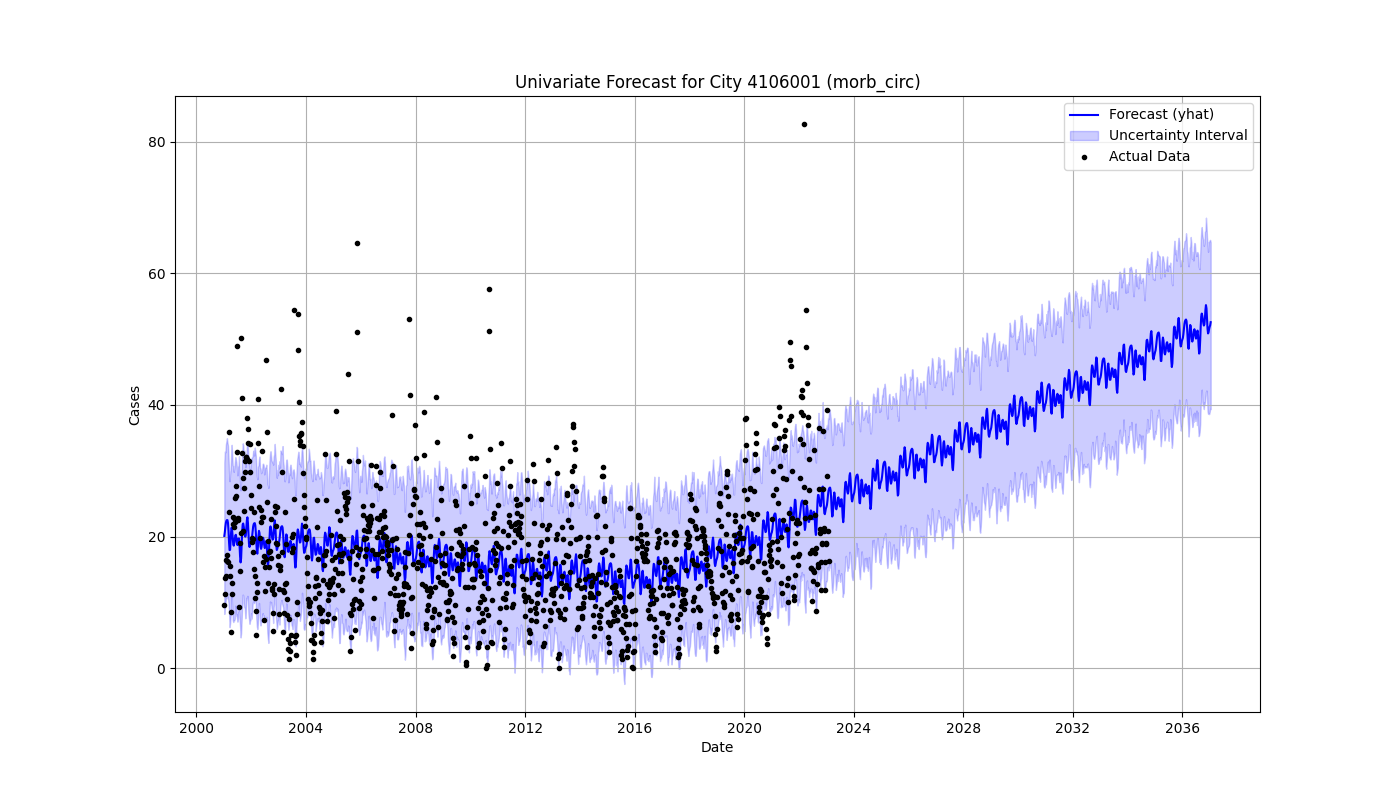 Univariate Forecast for City 4106001 (morb_circ)
Forecast (yhat)
Uncertainty Interval
Actual Data
80
60
40
20
0
Cases
2000 2004 2008 2012 2016 2020 2024 2028 2032 2036
Date